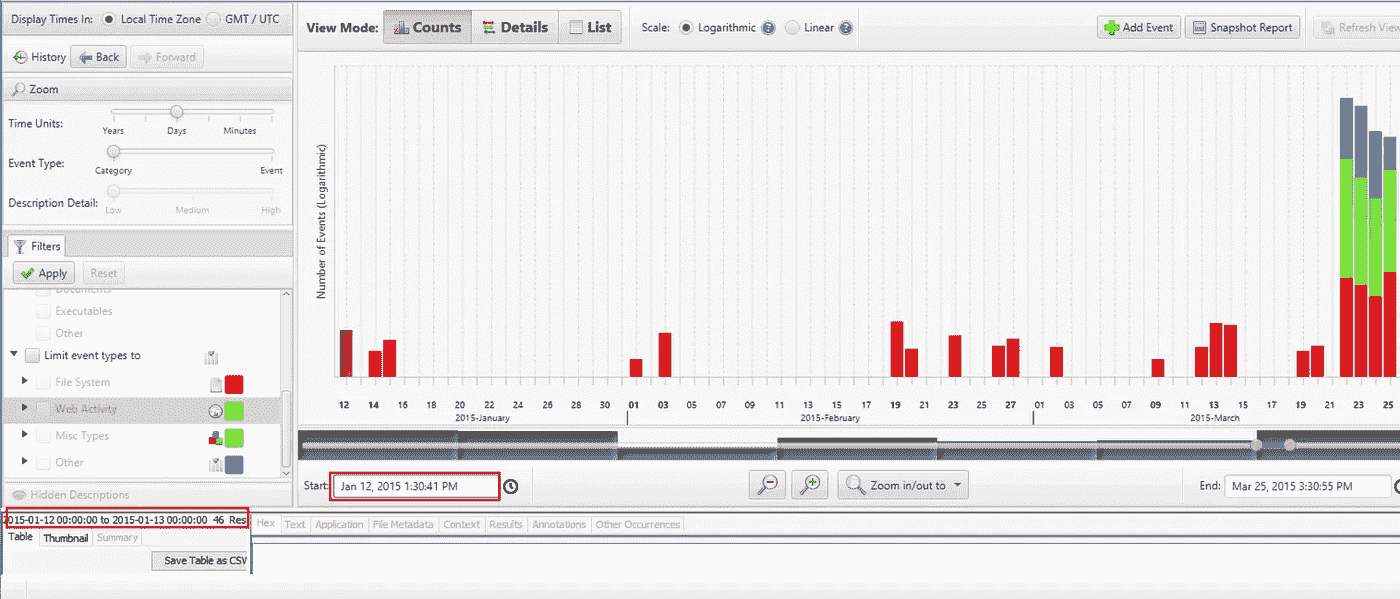 Display Times In: Local Time Zone GMT / UTC
View Mode: Counts Details List Scale: Logarithmic ? Linear ? Add Event Snapshot Report Refresh View
History Back Forward
Zoom
Time Units:
Years Days Minutes
Event Type:
Category Event
Description Detail:
Low Medium High
Filters
Apply Reset
Documents
Executables
Other
Limit event types to
File System
Web Activity
Misc Types
Other
Hidden Descriptions
Number of Events (Logarithmic)
12 14 16 18 20 22 24 26 28 30 01 03 05 07 09 11 13 15 17 19 21 23 25 27 01 03 05 07 09 11 13 15 17 19 21 23 25
2015-January 2015-February 2015-March
Start: Jan 12, 2015 1:30:41 PM Zoom in/out to End: Mar 25, 2015 3:30:55 PM
2015-01-12 00:00:00 to 2015-01-13 00:00:00 46 Res
Hex Text Application File Metadata Context Results Annotations Other Occurrences
Table Thumbnail Summary
Save Table as CSV